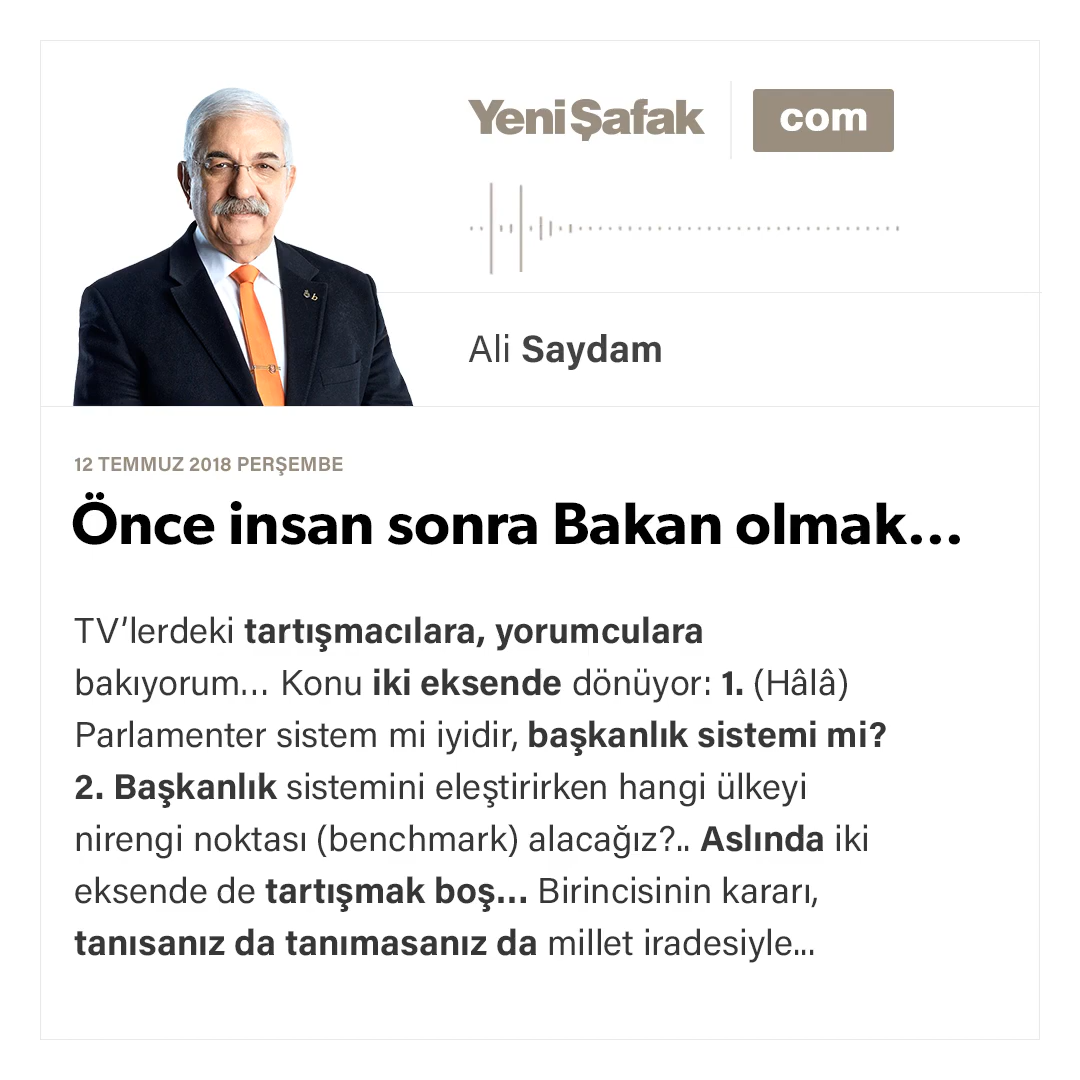 YeniŞafak com
Ali Saydam
12 TEMMUZ 2018 PERŞEMBE
Önce insan sonra Bakan olmak...
TV’lerdeki tartışmacılara, yorumculara
bakıyorum... Konu iki eksende dönüyor: 1. (Hâlâ)
Parlamenter sistem mi iyidir, başkanlık sistemi mi?
2. Başkanlık sistemini eleştirirken hangi ülkeyi
nirengi noktası (benchmark) alacağız?.. Aslında iki
eksende de tartışmak boş... Birincisinin kararı,
tanısanız da tanımasanız da millet iradesiyle...